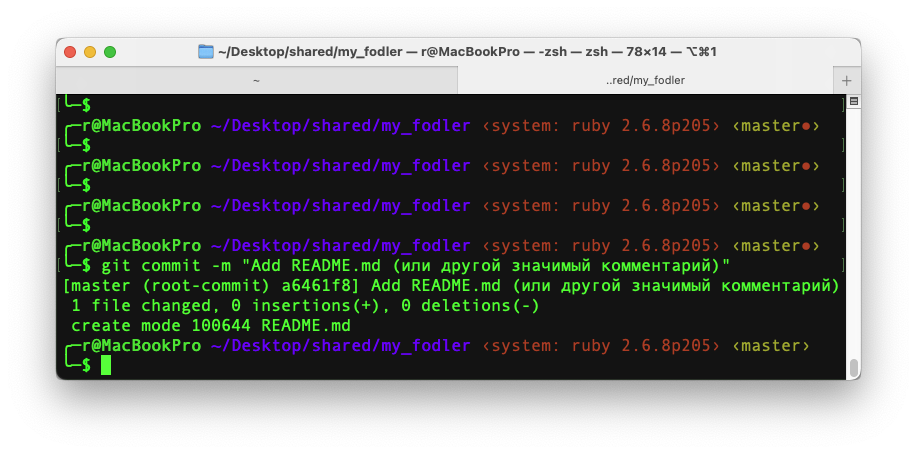 ~/Desktop/shared/my_fodler — r@MacBookPro — -zsh — zsh — 78×14 — ⌥⌘1
~
..red/my_fodler
+
[╰─$ ]
╭─r@MacBookPro ~/Desktop/shared/my_fodler ‹system: ruby 2.6.8p205› ‹master●›
[╰─$ ]
╭─r@MacBookPro ~/Desktop/shared/my_fodler ‹system: ruby 2.6.8p205› ‹master●›
[╰─$ ]
╭─r@MacBookPro ~/Desktop/shared/my_fodler ‹system: ruby 2.6.8p205› ‹master●›
[╰─$ ]
╭─r@MacBookPro ~/Desktop/shared/my_fodler ‹system: ruby 2.6.8p205› ‹master●›
[╰─$ git commit -m "Add README.md (или другой значимый комментарий)" ]
[master (root-commit) a6461f8] Add README.md (или другой значимый комментарий)
1 file changed, 0 insertions(+), 0 deletions(-)
create mode 100644 README.md
╭─r@MacBookPro ~/Desktop/shared/my_fodler ‹system: ruby 2.6.8p205› ‹master›
╰─$